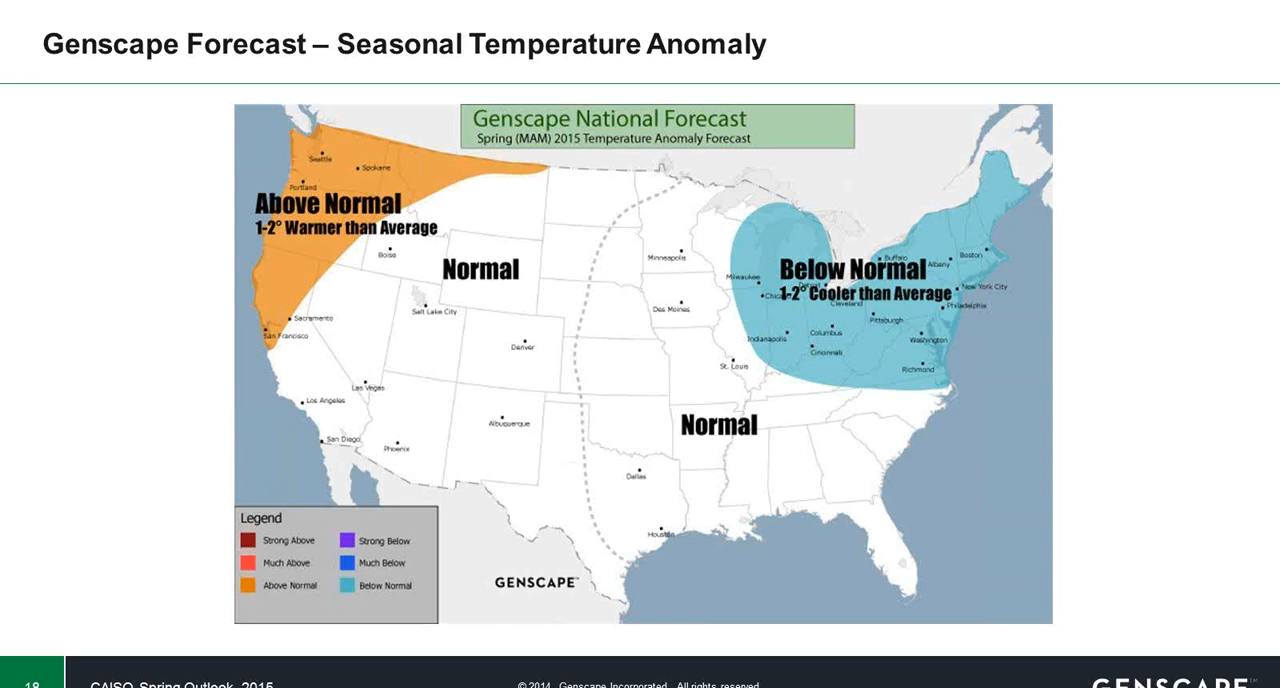 Genscape Forecast – Seasonal Temperature Anomaly
Genscape National Forecast
Spring (MAM) 2015 Temperature Anomaly Forecast
Seattle
Spokane
Portland
Above Normal
1-2° Warmer than Average
Boise
Normal
Minneapolis
Milwaukee
Below Normal
1-2° Cooler than Average
Buffalo
Albany
Boston
Detroit
Cleveland
New York City
Philadelphia
Sacramento
San Francisco
Salt Lake City
Des Moines
Pittsburgh
Columbus
Indianapolis
Cincinnati
Washington
Denver
St. Louis
Richmond
Las Vegas
Los Angeles
Albuquerque
Normal
San Diego
Phoenix
Dallas
Houston
Legend
Strong Above
Strong Below
Much Above
Much Below
Above Normal
Below Normal
GENSCAPE™
18
CAISO Spring Outlook 2015
© 2014. Genscape Incorporated. All rights reserved.
GENSCAPE™